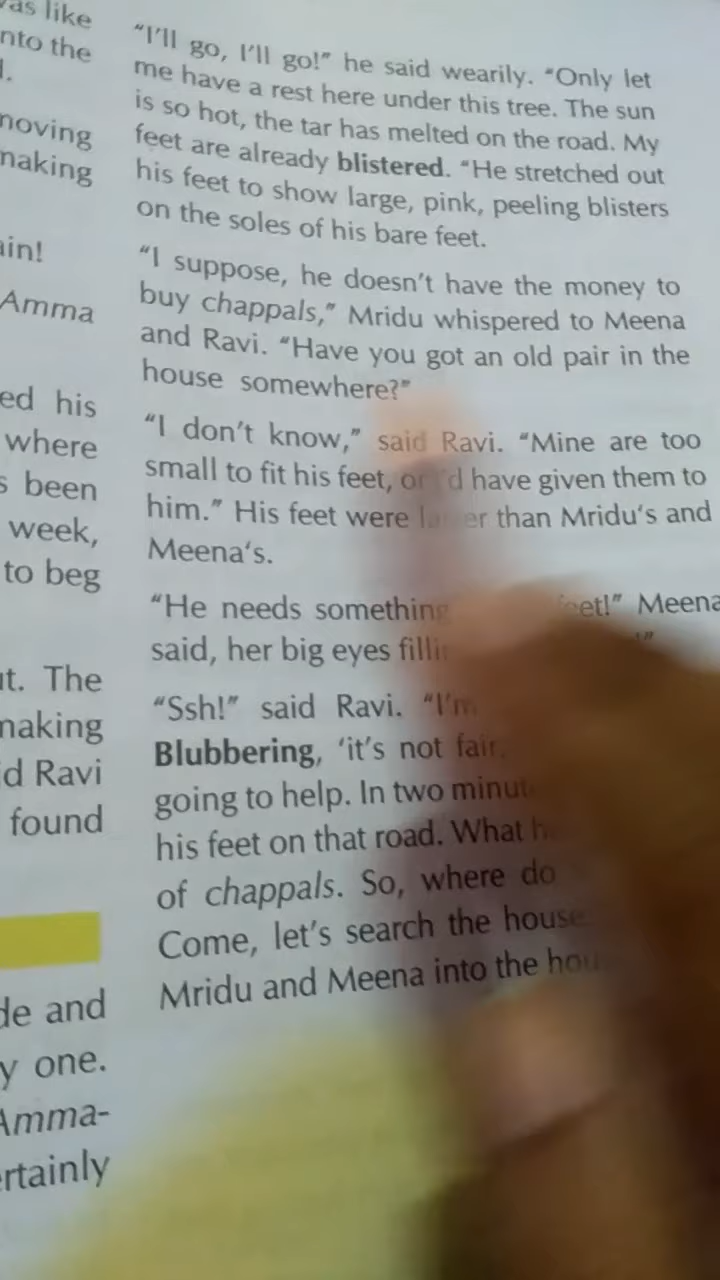 as like
nto the
noving
naking
ain!
Amma
ed his
where
s been
week,
to beg
ut. The
naking
d Ravi
found
de and
y one.
Amma-
ertainly
“I’ll go, I’ll go!” he said wearily. “Only let
me have a rest here under this tree. The sun
is so hot, the tar has melted on the road. My
feet are already blistered. “He stretched out
his feet to show large, pink, peeling blisters
on the soles of his bare feet.
“I suppose, he doesn’t have the money to
buy chappals,” Mridu whispered to Meena
and Ravi. “Have you got an old pair in the
house somewhere?”
“I don’t know,” said Ravi. “Mine are too
small to fit his feet, or I’d have given them to
him.” His feet were larger than Mridu’s and
Meena’s.
“He needs something feet!” Meena
said, her big eyes
“Ssh!” said Ravi. “I’m
Blubbering, ‘it’s not fair,
going to help. In two
his feet on that road. What
of chappals. So, where do
Come, let’s search the house
Mridu and Meena into the